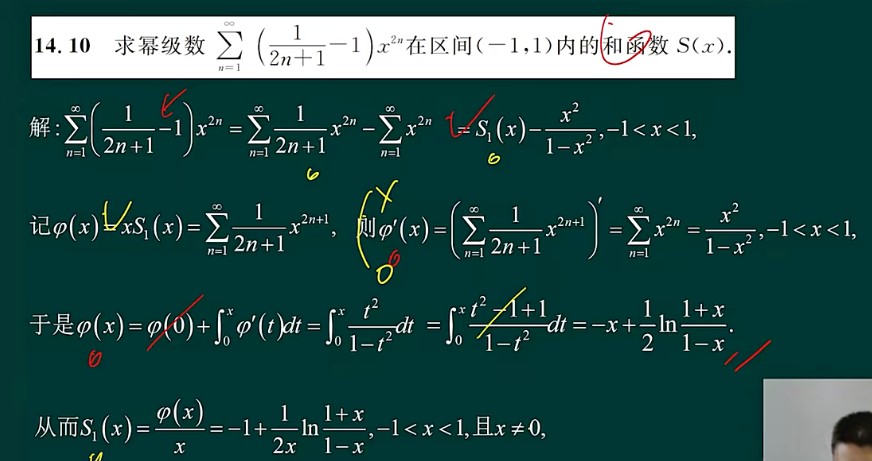 14.10 求幂级数 $\sum_{n=1}^{\infty}\left(\frac{1}{2n+1}-1\right)x^{2n}$ 在区间(-1,1)内的和函数 S(x).
解:$\sum_{n=1}^{\infty}\left(\frac{1}{2n+1}-1\right)x^{2n}=\sum_{n=1}^{\infty}\frac{1}{2n+1}x^{2n}-\sum_{n=1}^{\infty}x^{2n}=S_1(x)-\frac{x^2}{1-x^2},-1<x<1,$
记$\varphi(x)=xS_1(x)=\sum_{n=1}^{\infty}\frac{1}{2n+1}x^{2n+1},$ 则$\varphi'(x)=\left(\sum_{n=1}^{\infty}\frac{1}{2n+1}x^{2n+1}\right)'=\sum_{n=1}^{\infty}x^{2n}=\frac{x^2}{1-x^2},-1<x<1,$
于是$\varphi(x)=\varphi(0)+\int_0^x\varphi'(t)dt=\int_0^x\frac{t^2}{1-t^2}dt=\int_0^x\frac{t^2-1+1}{1-t^2}dt=-x+\frac{1}{2}\ln\frac{1+x}{1-x}.$
从而$S_1(x)=\frac{\varphi(x)}{x}=-1+\frac{1}{2x}\ln\frac{1+x}{1-x},-1<x<1,$且$x\neq0,$